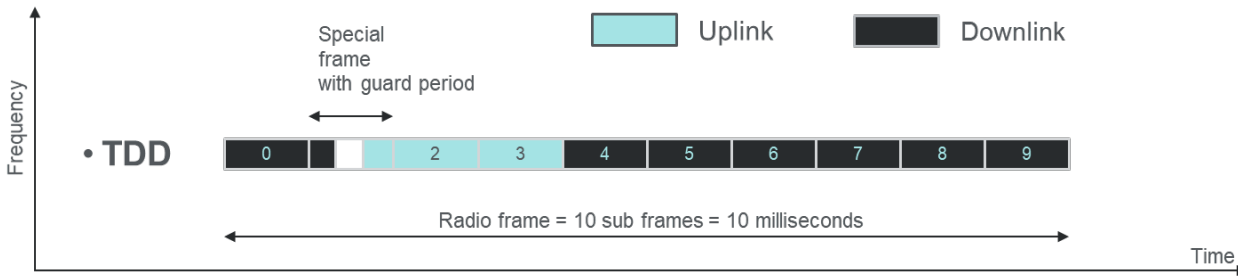 Special
frame
with guard period
Uplink
Downlink
Frequency
• TDD
0
2
3
4
5
6
7
8
9
Radio frame = 10 sub frames = 10 milliseconds
Time